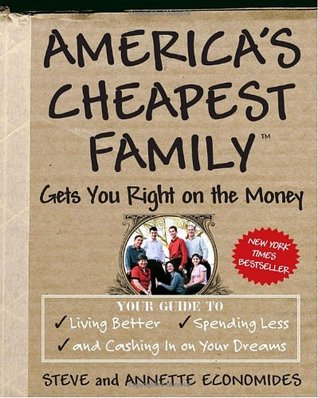 AMERICA'S
CHEAPEST
FAMILY™
Gets You Right on the Money
NEW YORK
TIMES
BESTSELLER
YOUR GUIDE TO
✓Living Better ✓Spending Less
✓and Cashing In on Your Dreams
STEVE and ANNETTE ECONOMIDES